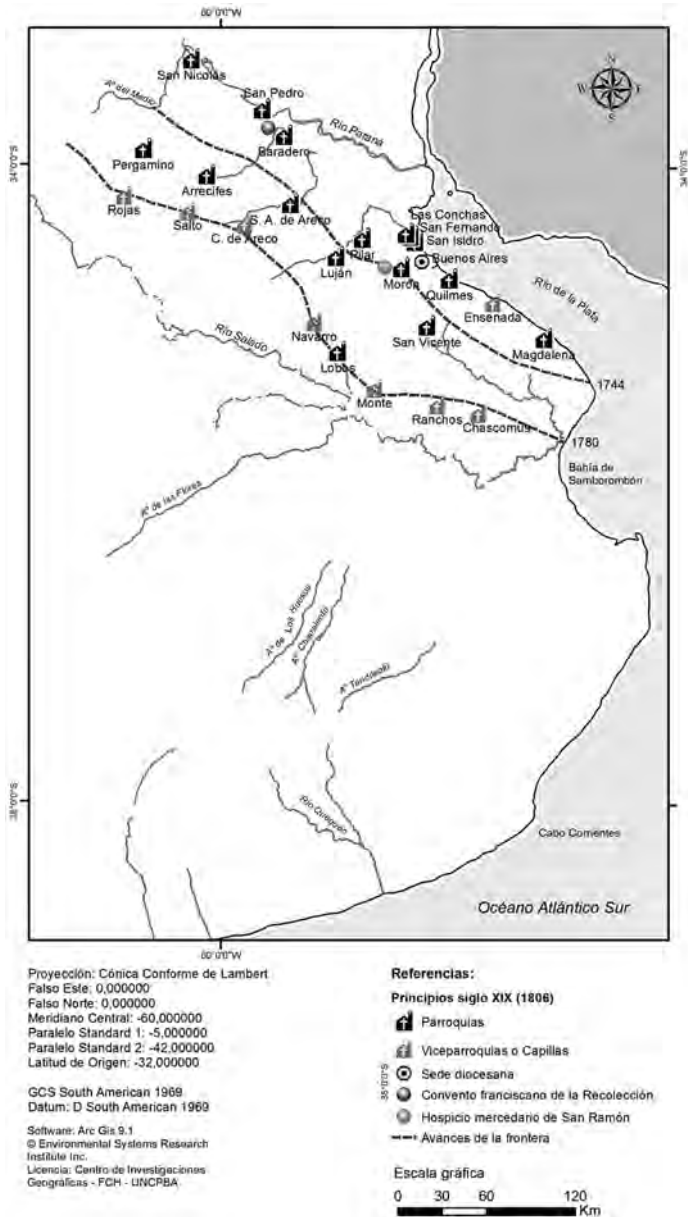 60°0'0"W
San Nicolás
Aº del Medio
San Pedro
Río Paraná
Baradero
34°0'0"S
34°0'0"S
Pergamino
Arrecifes
Rojas
Salto
S. A. de Areco
C. de Areco
Las Conchas
San Fernando
San Isidro
Pilar
Buenos Aires
Luján
Morón
Quilmes
Río de la Plata
Ensenada
Navarro
San Vicente
Magdalena
Río Salado
Lobos
1744
Monte
Ranchos
Chascomús
1780
Bahía de
Samborombón
Aº de las Flores
Aº de Los Huesos
Aº Chapaleofú
Aº Tandileofú
38°0'0"S
Río Quequén
Cabo Corrientes
Océano Atlántico Sur
60°0'0"W
N
W
E
S
Proyección: Cónica Conforme de Lambert
Falso Este: 0,000000
Falso Norte: 0,000000
Meridiano Central: -60,000000
Paralelo Standard 1: -5,000000
Paralelo Standard 2: -42,000000
Latitud de Origen: -32,000000
GCS South American 1969
Datum: D South American 1969
Software: Arc Gis 9.1
© Environmental Systems Research
Institute Inc.
Licencia: Centro de Investigaciones
Geográficas - FCH - UNCPBA
Referencias:
Principios siglo XIX (1806)
Parroquias
Viceparroquias o Capillas
Sede diocesana
Convento franciscano de la Recolección
Hospicio mercedario de San Ramón
Avances de la frontera
Escala gráfica
0 30 60 120
Km